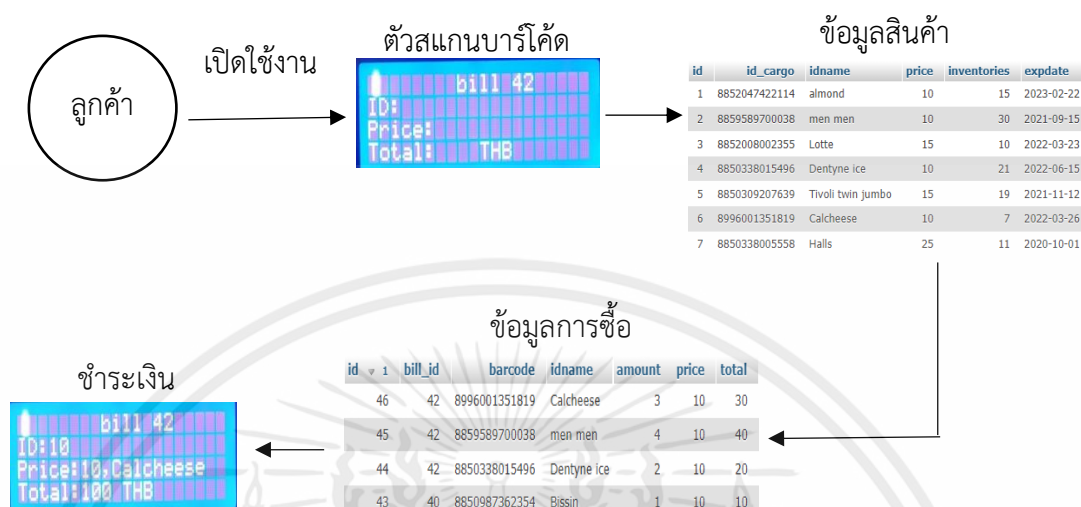 ลูกค้า
เปิดใช้งาน
ตัวสแกนบาร์โค้ด
bill 42
ID:
Price:
Total: THB
ข้อมูลสินค้า
id id_cargo idname price inventories expdate
1 8852047422114 almond 10 15 2023-02-22
2 8859589700038 men men 10 30 2021-09-15
3 8852008002355 Lotte 15 10 2022-03-23
4 8850338015496 Dentyne ice 10 21 2022-06-15
5 8850309207639 Tivoli twin jumbo 15 19 2021-11-12
6 8996001351819 Calcheese 10 7 2022-03-26
7 8850338005558 Halls 25 11 2020-10-01
ข้อมูลการซื้อ
id 1 bill_id barcode idname amount price total
46 42 8996001351819 Calcheese 3 10 30
45 42 8859589700038 men men 4 10 40
44 42 8850338015496 Dentyne ice 2 10 20
43 40 8850987362354 Bissin 1 10 10
ชำระเงิน
bill 42
ID:10
Price:10,Calcheese
Total:100 THB